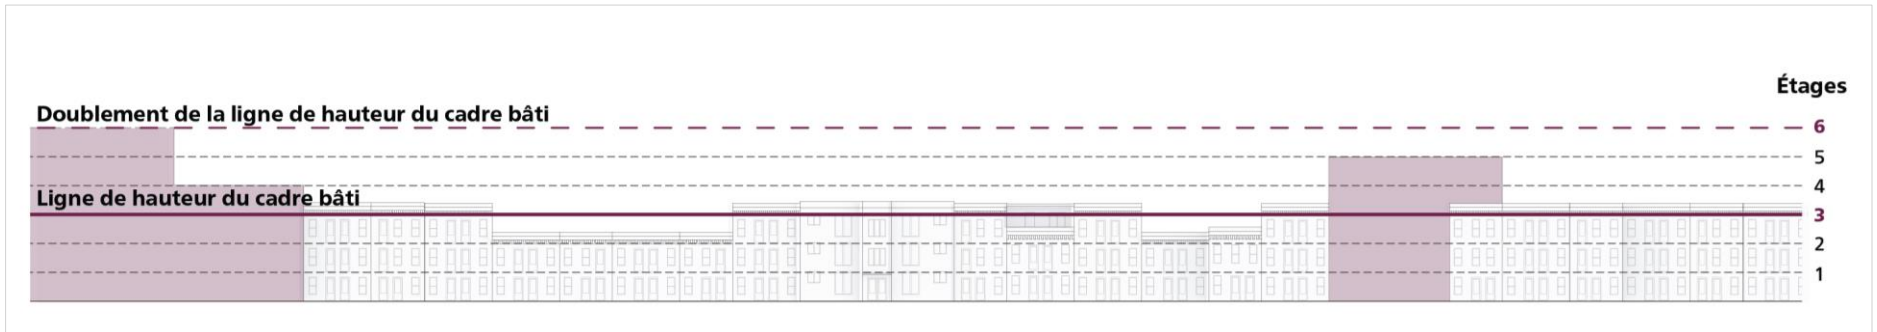 Étages
Doublement de la ligne de hauteur du cadre bâti
6
5
4
Ligne de hauteur du cadre bâti
3
2
1